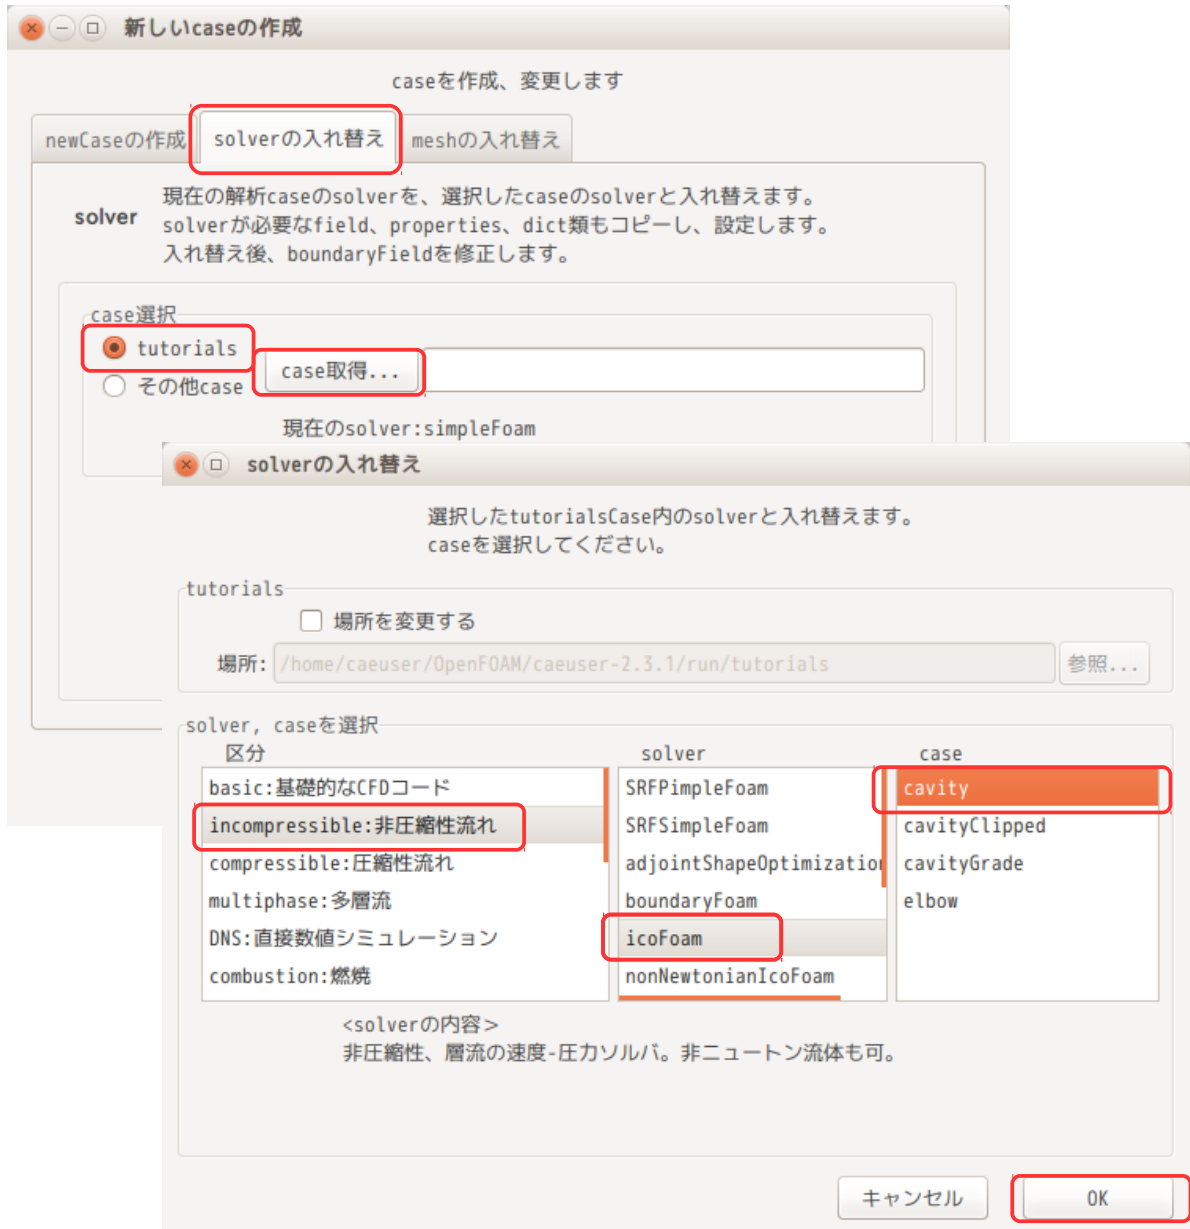 新しいcaseの作成
caseを作成、変更します
newCaseの作成
solverの入れ替え
meshの入れ替え
solver
現在の解析caseのsolverを、選択したcaseのsolverと入れ替えます。
solverが必要なfield、properties、dict類もコピーし、設定します。
入れ替え後、boundaryFieldを修正します。
case選択
tutorials
その他case
case取得...
現在のsolver:simpleFoam
solverの入れ替え
選択したtutorialsCase内のsolverと入れ替えます。
caseを選択してください。
tutorials
場所を変更する
場所:
/home/caeuser/OpenFOAM/caeuser-2.3.1/run/tutorials
参照...
solver, caseを選択
区分
basic:基礎的なCFDコード
incompressible:非圧縮性流れ
compressible:圧縮性流れ
multiphase:多層流
DNS:直接数値シミュレーション
combustion:燃焼
solver
SRFPimpleFoam
SRFSimpleFoam
adjointShapeOptimization
boundaryFoam
icoFoam
nonNewtonianIcoFoam
case
cavity
cavityClipped
cavityGrade
elbow
<solverの内容>
非圧縮性、層流の速度-圧力ソルバ。非ニュートン流体も可。
キャンセル
OK